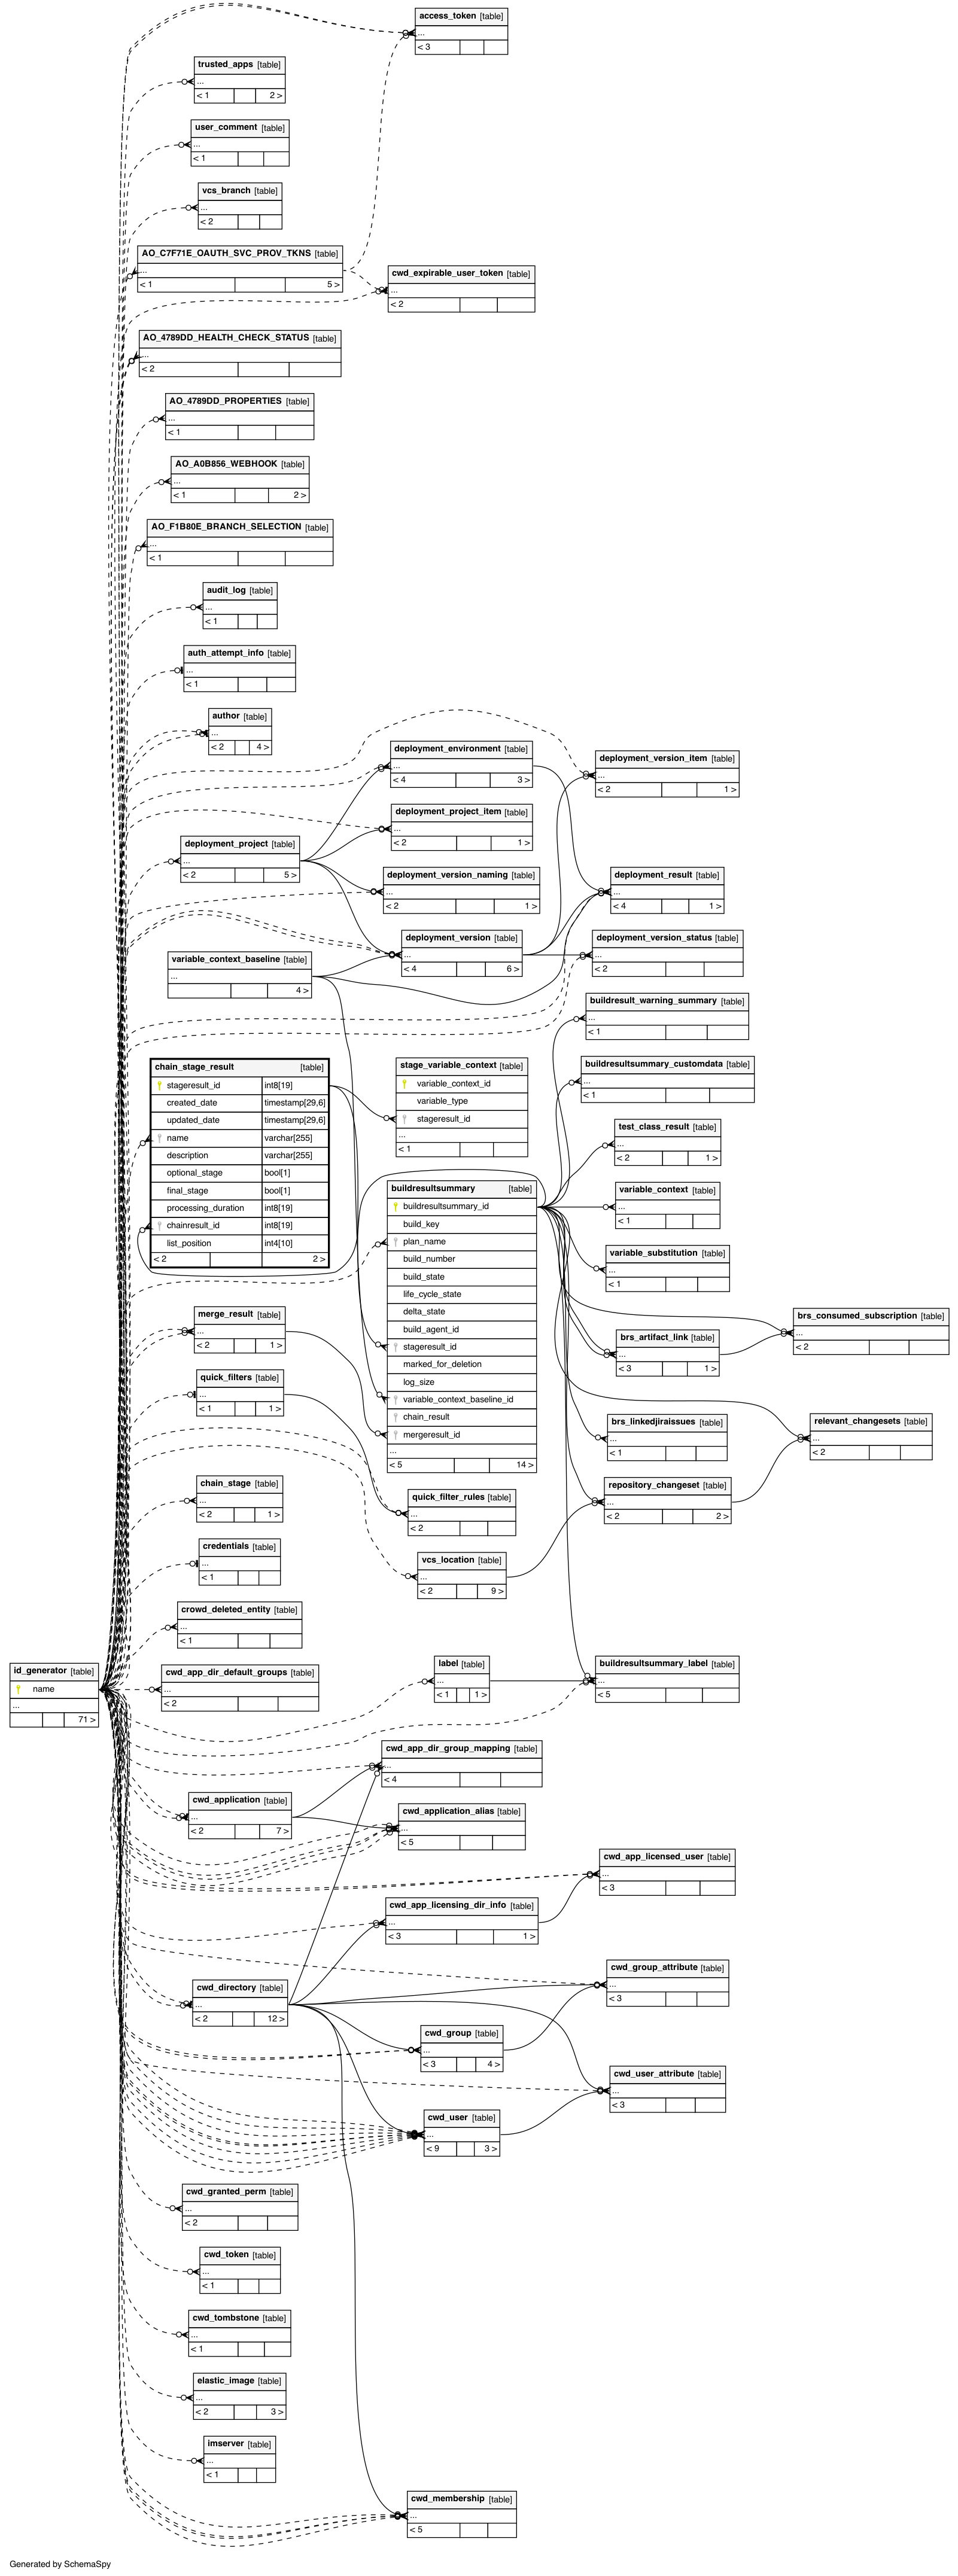 access_token [table]
...
< 3
trusted_apps [table]
...
< 1 2 >
user_comment [table]
...
< 1
vcs_branch [table]
...
< 2
AO_C7F71E_OAUTH_SVC_PROV_TKNS [table]
...
< 1 5 >
cwd_expirable_user_token [table]
...
< 2
AO_4789DD_HEALTH_CHECK_STATUS [table]
...
< 2
AO_4789DD_PROPERTIES [table]
...
< 1
AO_A0B856_WEBHOOK [table]
...
< 1 2 >
AO_F1B80E_BRANCH_SELECTION [table]
...
< 1
audit_log [table]
...
< 1
auth_attempt_info [table]
...
< 1
author [table]
...
< 2 4 >
deployment_environment [table]
...
< 4 3 >
deployment_version_item [table]
...
< 2 1 >
deployment_project_item [table]
...
< 2 1 >
deployment_project [table]
...
< 2 5 >
deployment_version_naming [table]
...
< 2 1 >
deployment_result [table]
...
< 4 1 >
deployment_version [table]
...
< 4 6 >
deployment_version_status [table]
...
< 2
variable_context_baseline [table]
...
4 >
buildresult_warning_summary [table]
...
< 1
chain_stage_result [table]
stageresult_id int8[19]
created_date timestamp[29,6]
updated_date timestamp[29,6]
name varchar[255]
description varchar[255]
optional_stage bool[1]
final_stage bool[1]
processing_duration int8[19]
chainresult_id int8[19]
list_position int4[10]
< 2 2 >
stage_variable_context [table]
variable_context_id
variable_type
stageresult_id
...
< 1
buildresultsummary_customdata [table]
...
< 1
test_class_result [table]
...
< 2 1 >
buildresultsummary [table]
buildresultsummary_id
build_key
plan_name
build_number
build_state
life_cycle_state
delta_state
build_agent_id
stageresult_id
marked_for_deletion
log_size
variable_context_baseline_id
chain_result
mergeresult_id
...
< 5 14 >
variable_context [table]
...
< 1
variable_substitution [table]
...
< 1
merge_result [table]
...
< 2 1 >
brs_consumed_subscription [table]
...
< 2
brs_artifact_link [table]
...
< 3 1 >
quick_filters [table]
...
< 1 1 >
brs_linkedjiraissues [table]
...
< 1
relevant_changesets [table]
...
< 2
chain_stage [table]
...
< 2 1 >
repository_changeset [table]
...
< 2 2 >
quick_filter_rules [table]
...
< 2
credentials [table]
...
< 1
vcs_location [table]
...
< 2 9 >
crowd_deleted_entity [table]
...
< 1
id_generator [table]
name
...
71 >
cwd_app_dir_default_groups [table]
...
< 2
label [table]
...
< 1 1 >
buildresultsummary_label [table]
...
< 5
cwd_app_dir_group_mapping [table]
...
< 4
cwd_application [table]
...
< 2 7 >
cwd_application_alias [table]
...
< 5
cwd_app_licensed_user [table]
...
< 3
cwd_app_licensing_dir_info [table]
...
< 3 1 >
cwd_group_attribute [table]
...
< 3
cwd_directory [table]
...
< 2 12 >
cwd_group [table]
...
< 3 4 >
cwd_user_attribute [table]
...
< 3
cwd_user [table]
...
< 9 3 >
cwd_granted_perm [table]
...
< 2
cwd_token [table]
...
< 1
cwd_tombstone [table]
...
< 1
elastic_image [table]
...
< 2 3 >
imserver [table]
...
< 1
cwd_membership [table]
...
< 5
Generated by SchemaSpy